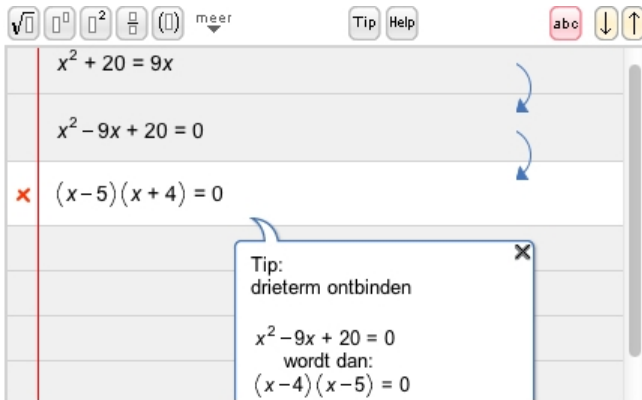 √▯ ▯▯ ▯² ▯/▯ (▯) meer Tip Help abc ↓ ↑
x² + 20 = 9x
x² – 9x + 20 = 0
× (x – 5)(x + 4) = 0
Tip:
drieterm ontbinden
x² – 9x + 20 = 0
wordt dan:
(x – 4)(x – 5) = 0